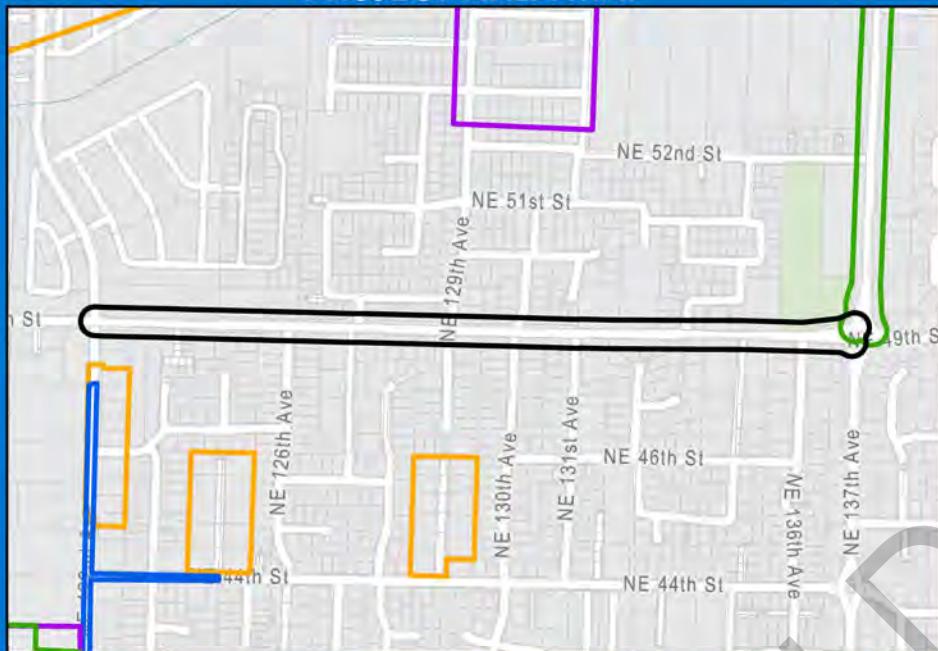 NE 52nd St
NE 51st St
NE 129th Ave
St
NE 49th S
NE 126th Ave
NE 130th Ave
NE 131st Ave
NE 46th St
NE 136th Ave
NE 137th Ave
44th St
NE 44th St